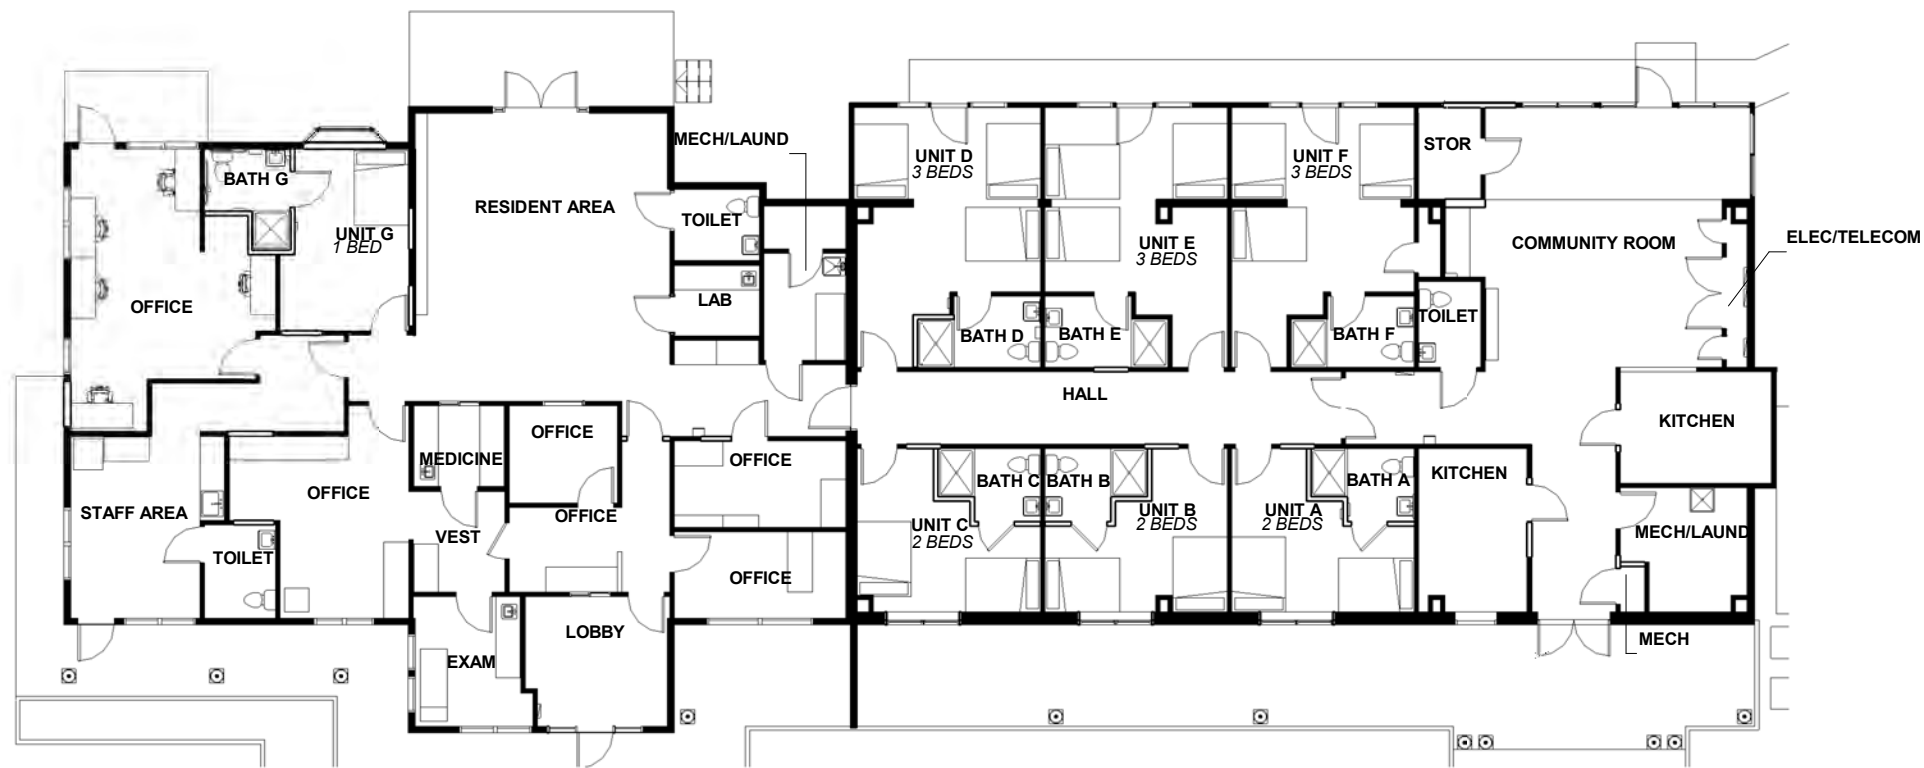 MECH/LAUND
STOR
UNIT D
3 BEDS
UNIT F
3 BEDS
BATH G
RESIDENT AREA
TOILET
UNIT G
1 BED
UNIT E
3 BEDS
COMMUNITY ROOM
ELEC/TELECOM
OFFICE
LAB
TOILET
BATH D
BATH E
BATH F
HALL
KITCHEN
OFFICE
MEDICINE
OFFICE
KITCHEN
STAFF AREA
OFFICE
OFFICE
BATH C
BATH B
BATH A
VEST
UNIT C
2 BEDS
UNIT B
2 BEDS
UNIT A
2 BEDS
MECH/LAUND
TOILET
OFFICE
LOBBY
MECH
EXAM